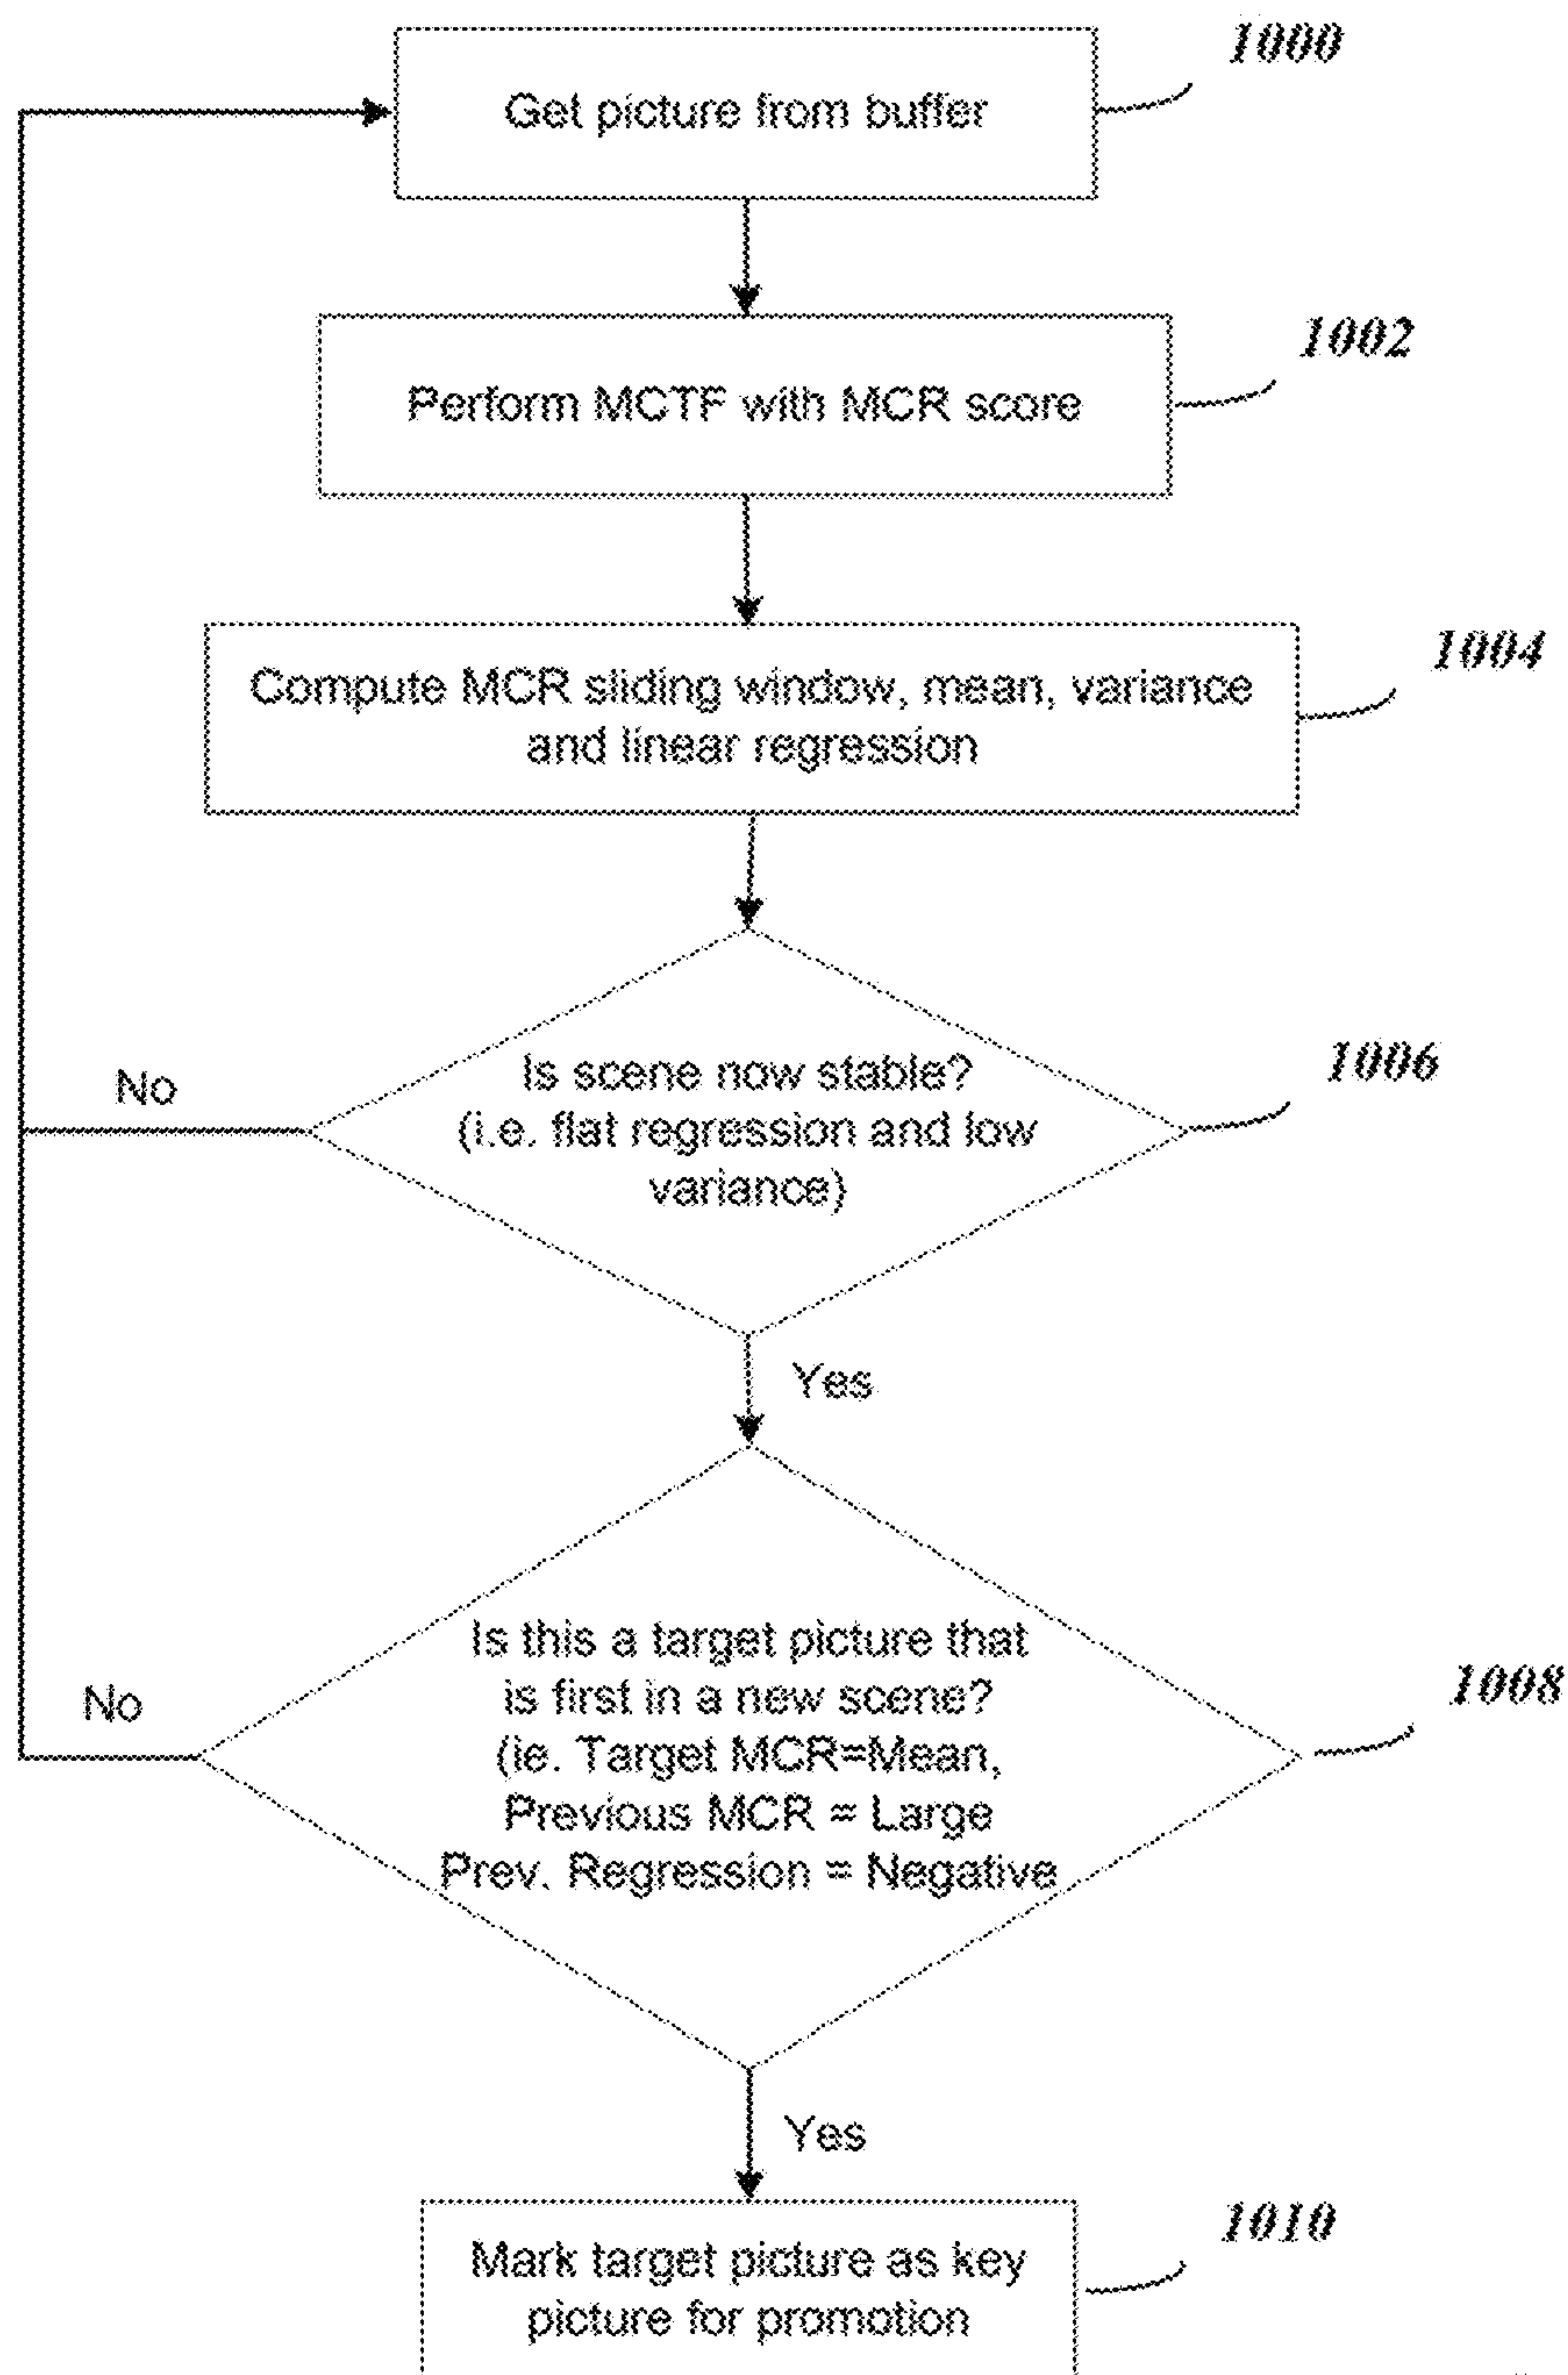 1000
Get picture from buffer
1002
Perform MCTF with MCR score
1004
Compute MCR sliding window, mean, variance
and linear regression
1006
Is scene now stable?
(i.e. flat regression and low
variance)
No
Yes
1008
Is this a target picture that
is first in a new scene?
(ie. Target MCR=Mean,
Previous MCR = Large
Prev. Regression = Negative
No
Yes
1010
Mark target picture as key
picture for promotion